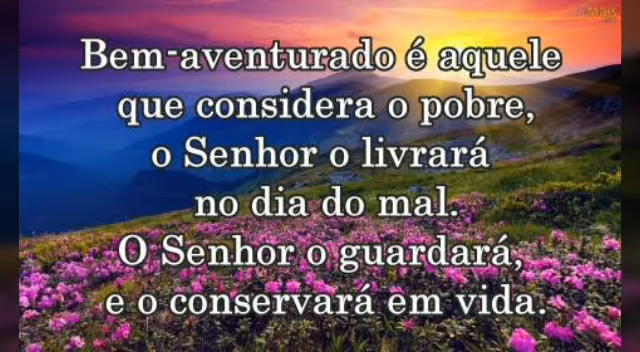 Bem-aventurado é aquele
que considera o pobre,
o Senhor o livrará
no dia do mal.
O Senhor o guardará,
e o conservará em vida.